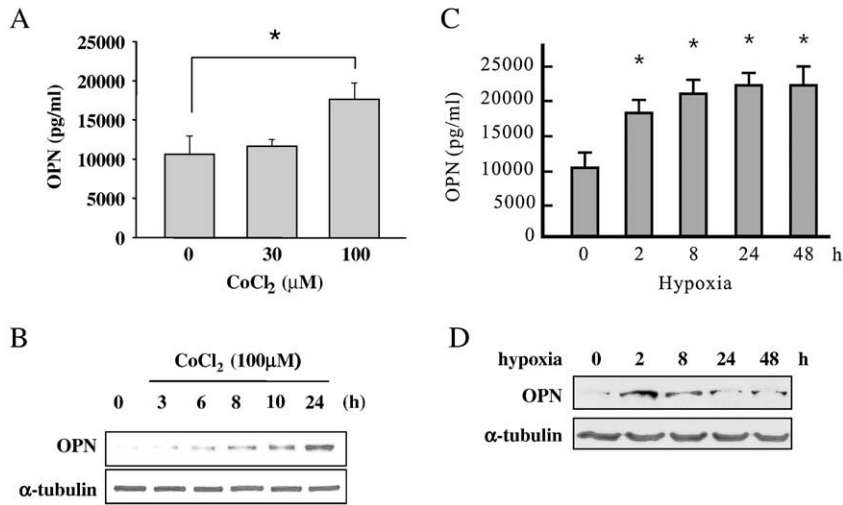 A
*
25000
20000
15000
10000
5000
0
OPN (pg/ml)
0 30 100
CoCl2 (μM)
C
* * * *
25000
20000
15000
10000
5000
0
OPN (pg/ml)
0 2 8 24 48 h
Hypoxia
B
CoCl2 (100μM)
0 3 6 8 10 24 (h)
OPN
α-tubulin
D
hypoxia 0 2 8 24 48 h
OPN
α-tubulin